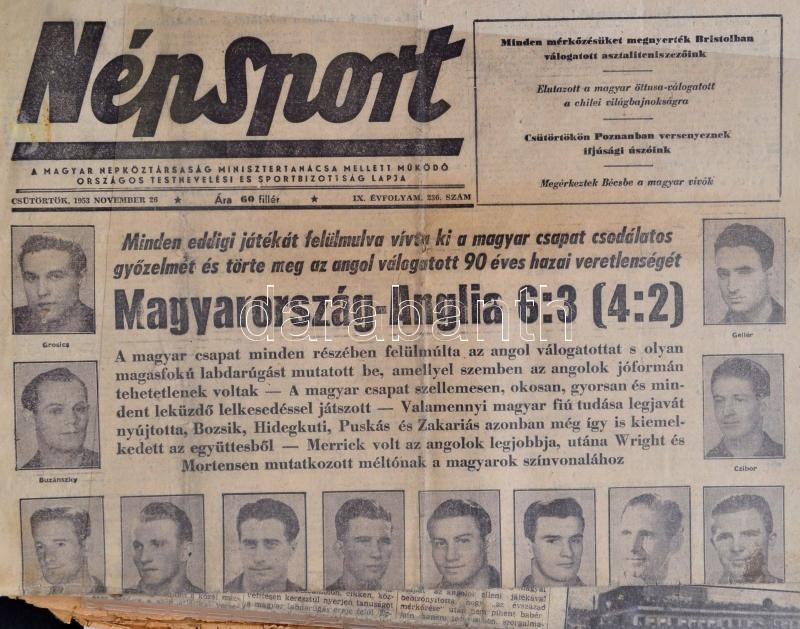 Népsport
A MAGYAR NÉPKÖZTÁRSASÁG MINISZTERTANÁCSA MELLETT MŰKÖDŐ
ORSZÁGOS TESTNEVELÉSI ÉS SPORTBIZOTTSÁG LAPJA
CSÜTÖRTÖK, 1953 NOVEMBER 26 ★ Ára 60 fillér ★ IX. ÉVFOLYAM, 236. SZÁM
Minden mérkőzésüket megnyerték Bristolban
válogatott asztaliteniszezőink
Elutazott a magyar öttusa-válogatott
a chilei világbajnokságra
Csütörtökön Poznanban versenyeznek
ifjúsági úszóink
Megérkeztek Bécsbe a magyar vívók
Minden eddigi játékát felülmulva vívta ki a magyar csapat csodálatos
győzelmét és törte meg az angol válogatott 90 éves hazai veretlenségét
Magyarország-Anglia 6:3 (4:2)
darabanth
A magyar csapat minden részében felülmúlta az angol válogatottat s olyan
magasfokú labdarúgást mutatott be, amellyel szemben az angolok jóformán
tehetetlenek voltak — A magyar csapat szellemesen, okosan, gyorsan és min-
dent leküzdő lelkesedéssel játszott — Valamennyi magyar fiú tudása legjavát
nyújtotta, Bozsik, Hidegkuti, Puskás és Zakariás azonban még így is kiemel-
kedett az együttesből — Merrick volt az angolok legjobbja, utána Wright és
Mortensen mutatkozott méltónak a magyarok színvonalához
Grosics
Buzánszky
Gellér
Czibor